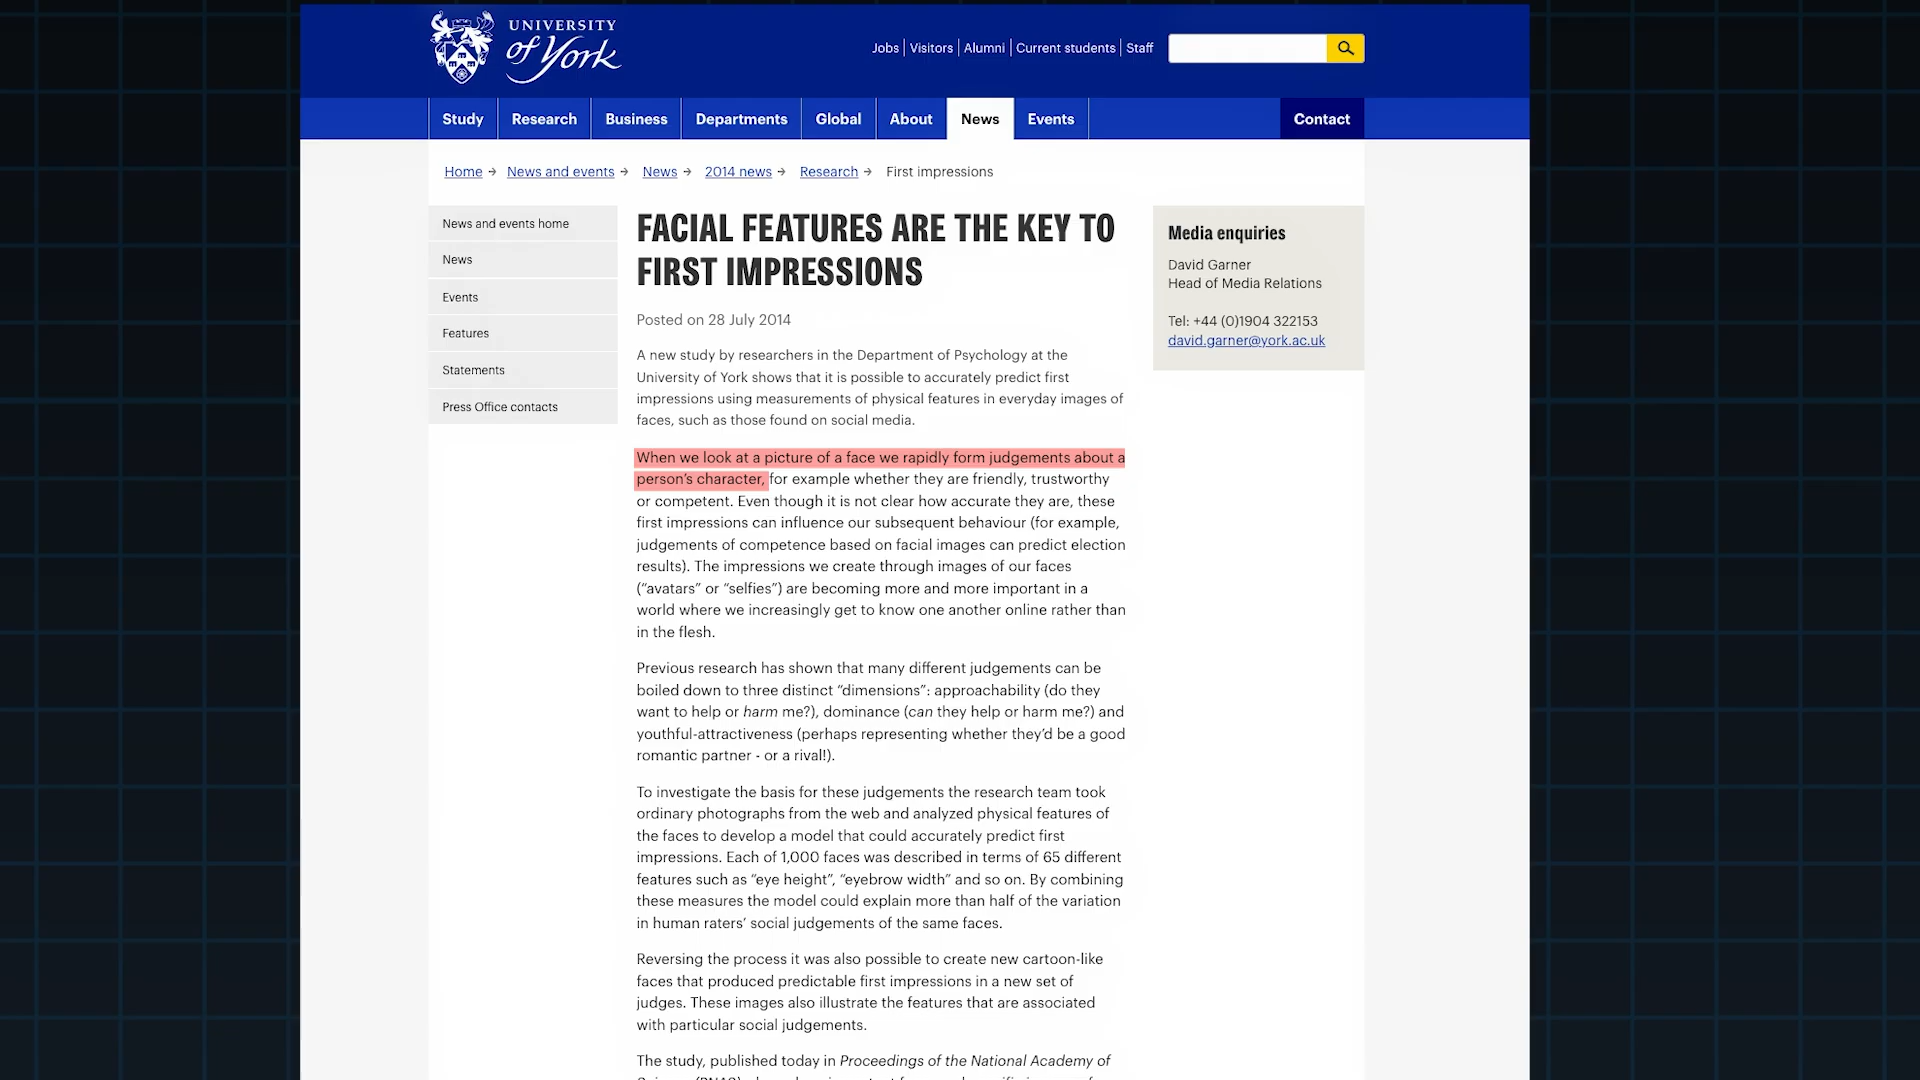 UNIVERSITY
of York
Jobs Visitors Alumni Current students Staff
Study Research Business Departments Global About News Events Contact
Home → News and events → News → 2014 news → Research → First impressions
News and events home
News
Events
Features
Statements
Press Office contacts
FACIAL FEATURES ARE THE KEY TO
FIRST IMPRESSIONS
Posted on 28 July 2014
A new study by researchers in the Department of Psychology at the
University of York shows that it is possible to accurately predict first
impressions using measurements of physical features in everyday images of
faces, such as those found on social media.
When we look at a picture of a face we rapidly form judgements about a
person's character, for example whether they are friendly, trustworthy
or competent. Even though it is not clear how accurate they are, these
first impressions can influence our subsequent behaviour (for example,
judgements of competence based on facial images can predict election
results). The impressions we create through images of our faces
(“avatars” or “selfies”) are becoming more and more important in a
world where we increasingly get to know one another online rather than
in the flesh.
Previous research has shown that many different judgements can be
boiled down to three distinct “dimensions”: approachability (do they
want to help or harm me?), dominance (can they help or harm me?) and
youthful-attractiveness (perhaps representing whether they’d be a good
romantic partner - or a rival!).
To investigate the basis for these judgements the research team took
ordinary photographs from the web and analyzed physical features of
the faces to develop a model that could accurately predict first
impressions. Each of 1,000 faces was described in terms of 65 different
features such as “eye height”, “eyebrow width” and so on. By combining
these measures the model could explain more than half of the variation
in human raters’ social judgements of the same faces.
Reversing the process it was also possible to create new cartoon-like
faces that produced predictable first impressions in a new set of
judges. These images also illustrate the features that are associated
with particular social judgements.
The study, published today in Proceedings of the National Academy of
Media enquiries
David Garner
Head of Media Relations
Tel: +44 (0)1904 322153
david.garner@york.ac.uk